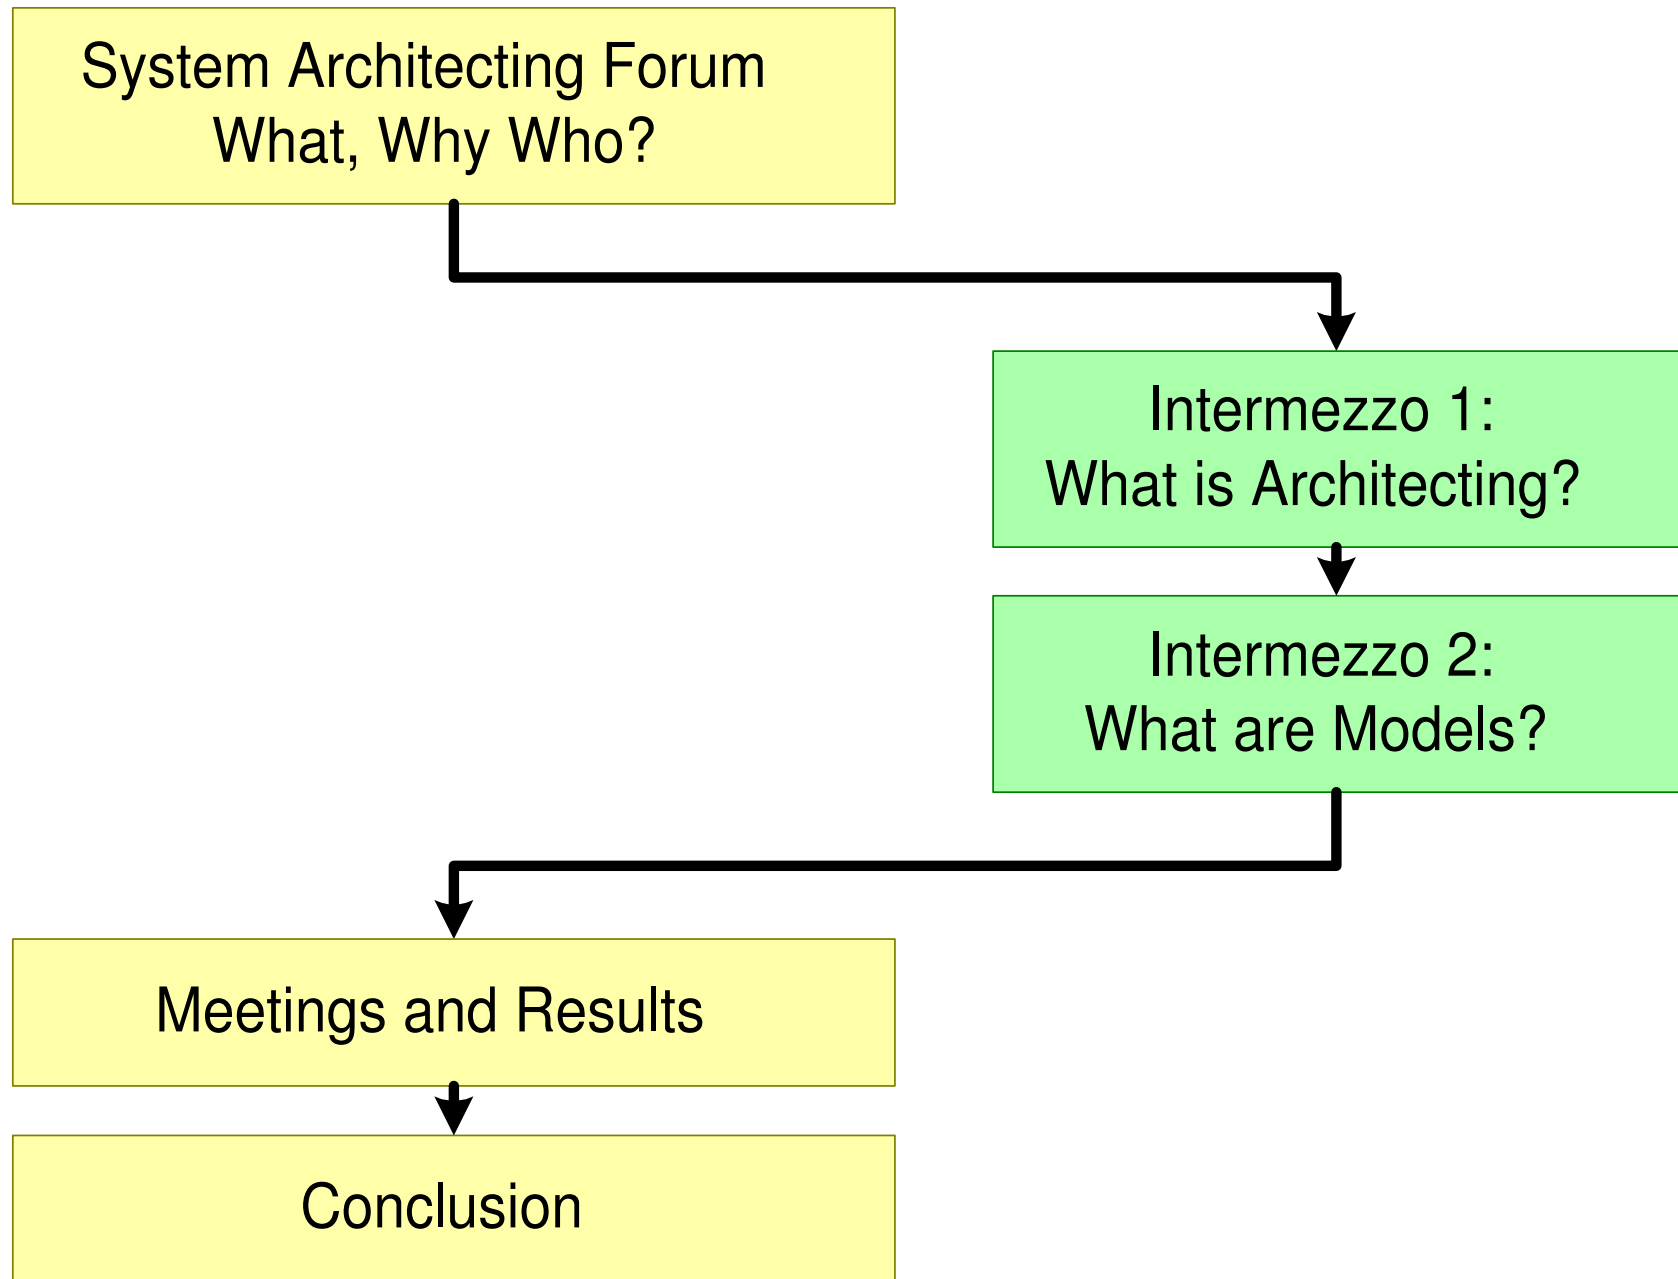 System Architecting Forum
What, Why Who?
Intermezzo 1:
What is Architecting?
Intermezzo 2:
What are Models?
Meetings and Results
Conclusion